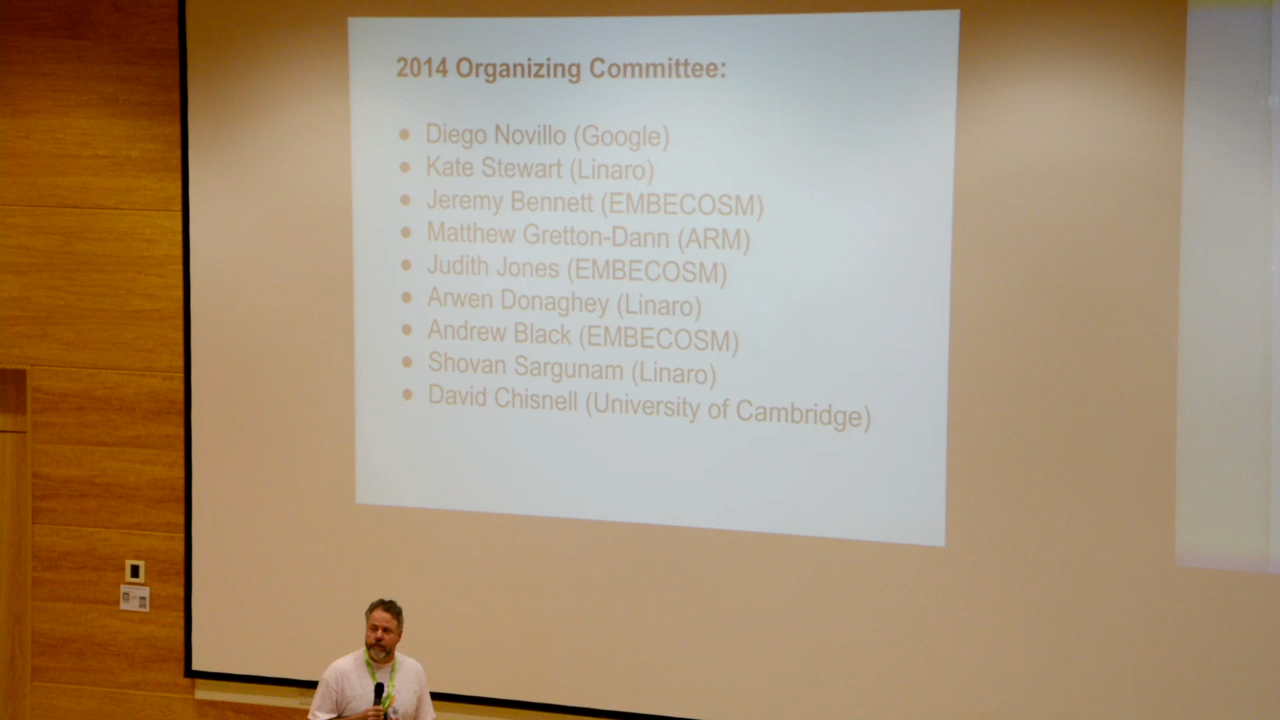 2014 Organizing Committee:
● Diego Novillo (Google)
● Kate Stewart (Linaro)
● Jeremy Bennett (EMBECOSM)
● Matthew Gretton-Dann (ARM)
● Judith Jones (EMBECOSM)
● Arwen Donaghey (Linaro)
● Andrew Black (EMBECOSM)
● Shovan Sargunam (Linaro)
● David Chisnell (University of Cambridge)